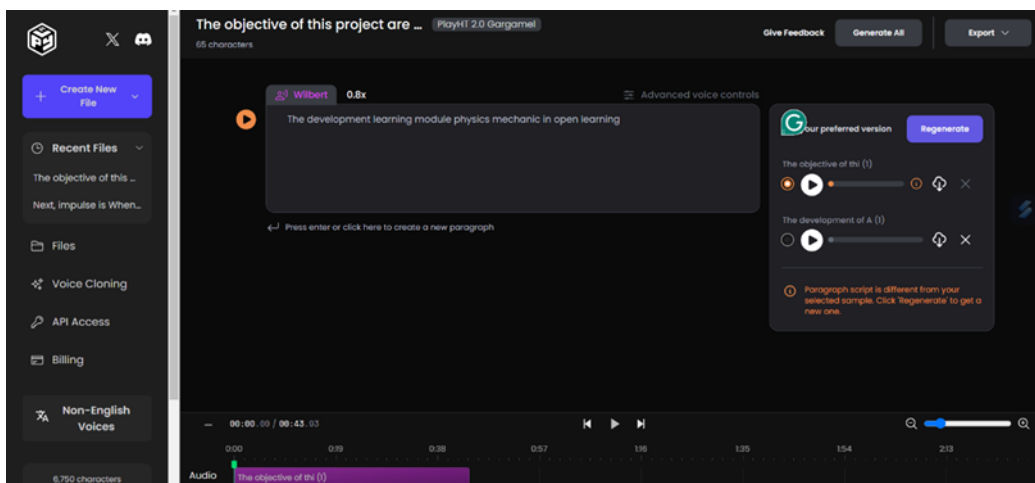 The objective of this project are ...
PlayHT 2.0 Gargamel
65 characters
Give Feedback
Generate All
Export
Create New
File
Recent Files
The objective of this ...
Next, impulse is When...
Files
Voice Cloning
API Access
Billing
Non-English
Voices
6,750 characters
Wilbert
0.8x
Advanced voice controls
The development learning module physics mechanic in open learning
Press enter or click here to create a new paragraph
our preferred version
Regenerate
The objective of thi (1)
The development of A (1)
Paragraph script is different from your
selected sample. Click 'Regenerate' to get a
new one.
00:00.00 / 00:43.03
0:00 0:19 0:38 0:57 1:16 1:35 1:54 2:13
Audio
The objective of thi (1)